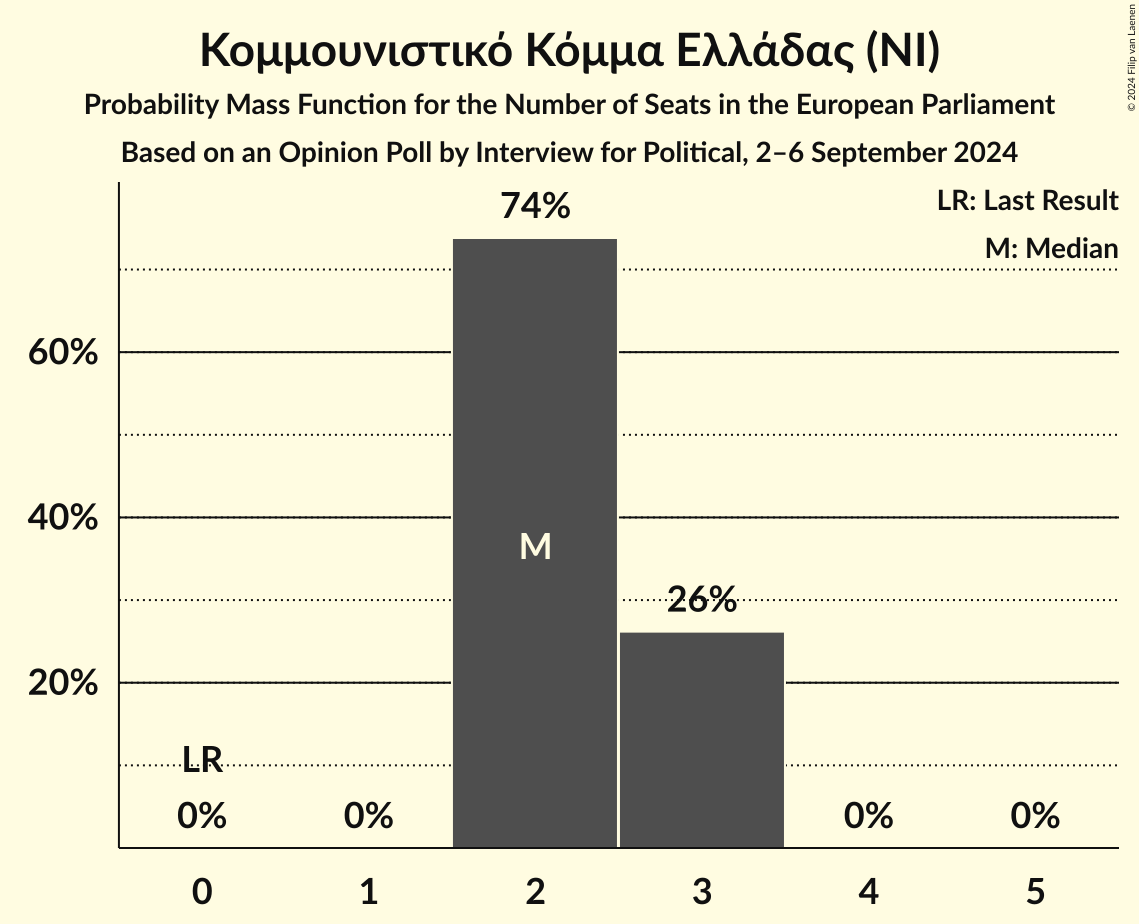 Κομμουνιστικό Κόμμα Ελλάδας (NI)
Probability Mass Function for the Number of Seats in the European Parliament
Based on an Opinion Poll by Interview for Political, 2–6 September 2024
© 2024 Filip van Laenen
LR: Last Result
M: Median
74%
60%
40%
M
26%
20%
LR
0% 0% 0% 0%
0 1 2 3 4 5